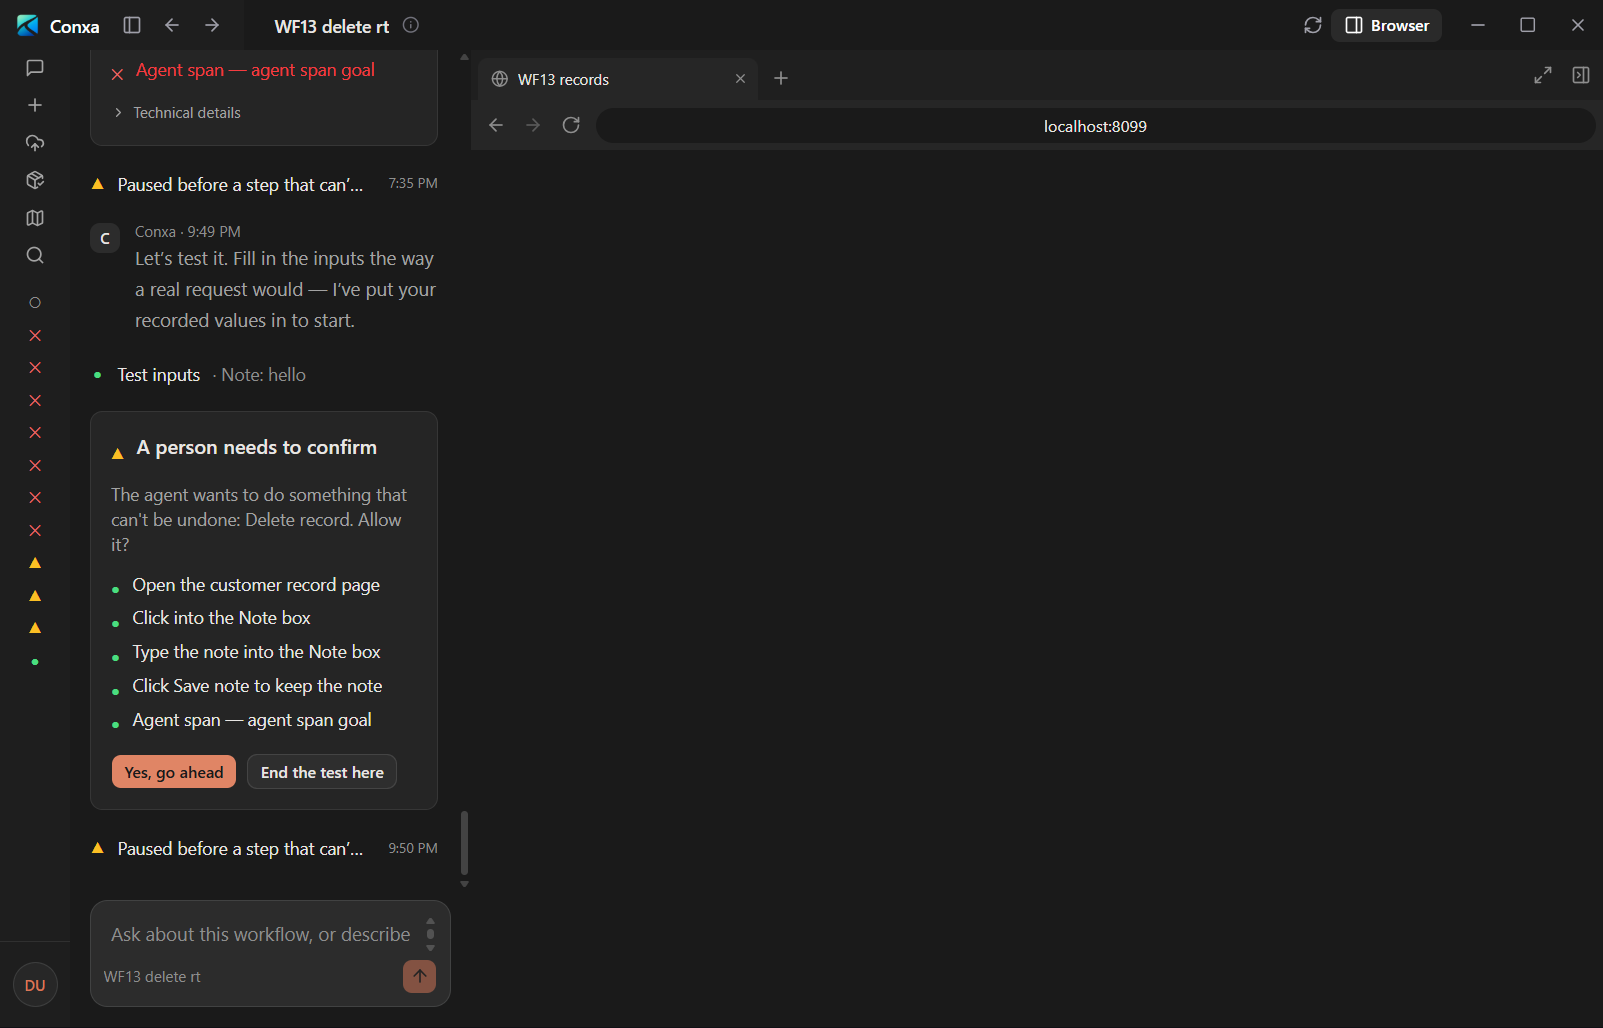 Conxa
WF13 delete rt
Browser
Agent span — agent span goal
Technical details
Paused before a step that can’... 7:35 PM
C
Conxa · 9:49 PM
Let’s test it. Fill in the inputs the way
a real request would — I’ve put your
recorded values in to start.
Test inputs · Note: hello
A person needs to confirm
The agent wants to do something that
can't be undone: Delete record. Allow
it?
Open the customer record page
Click into the Note box
Type the note into the Note box
Click Save note to keep the note
Agent span — agent span goal
Yes, go ahead
End the test here
Paused before a step that can’... 9:50 PM
Ask about this workflow, or describe
WF13 delete rt
DU
WF13 records
localhost:8099